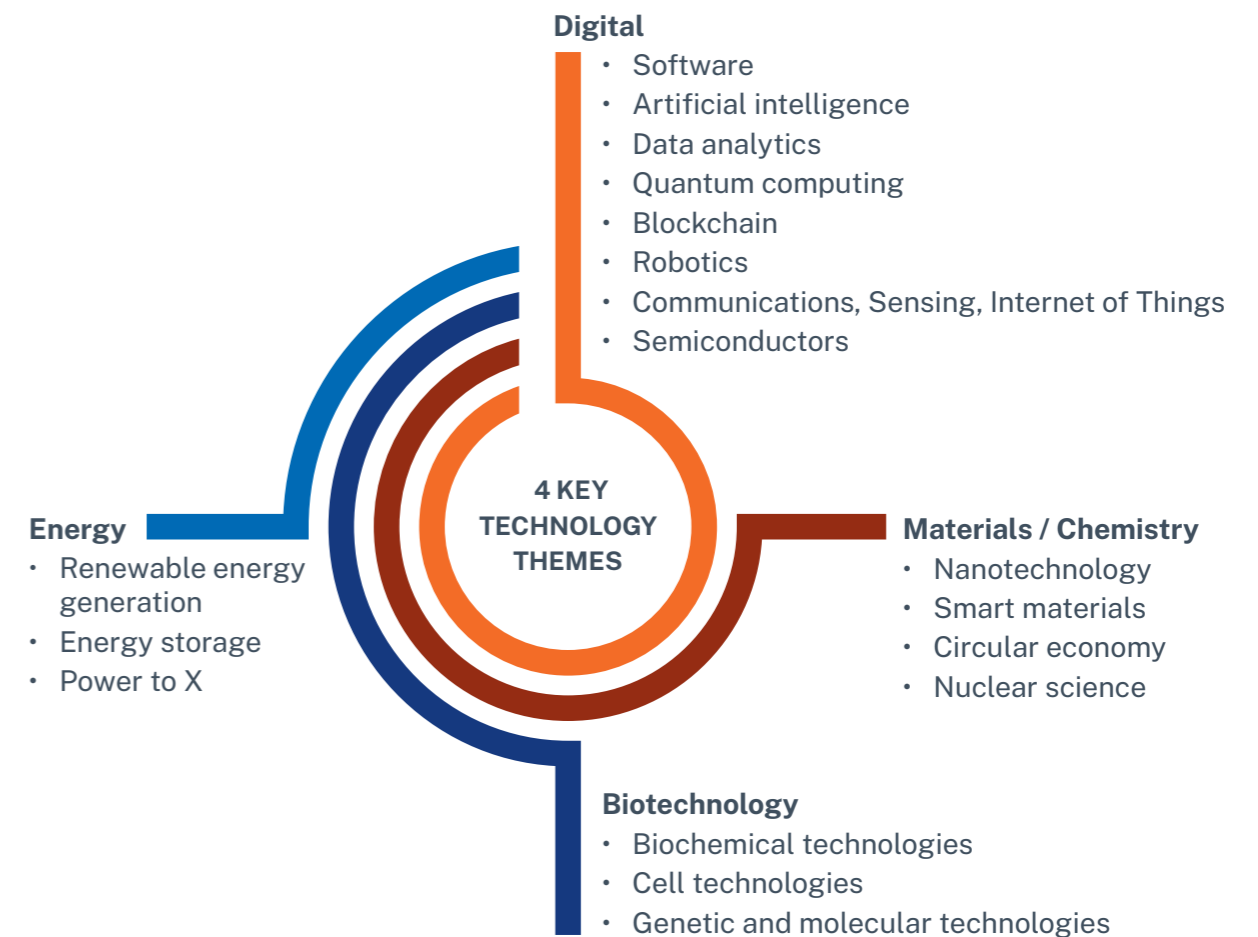 Digital
• Software
• Artificial intelligence
• Data analytics
• Quantum computing
• Blockchain
• Robotics
• Communications, Sensing, Internet of Things
• Semiconductors
4 KEY
TECHNOLOGY
THEMES
Energy
• Renewable energy
generation
• Energy storage
• Power to X
Materials / Chemistry
• Nanotechnology
• Smart materials
• Circular economy
• Nuclear science
Biotechnology
• Biochemical technologies
• Cell technologies
• Genetic and molecular technologies